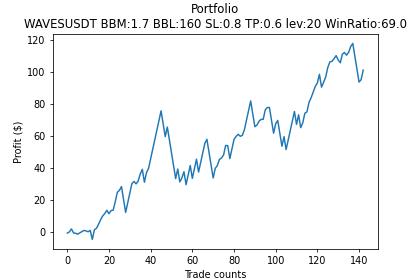 Portfolio
WAVESUSDT BBM:1.7 BBL:160 SL:0.8 TP:0.6 lev:20 WinRatio:69.0
120
100
80
60
40
20
0
Profit ($)
0 20 40 60 80 100 120 140
Trade counts